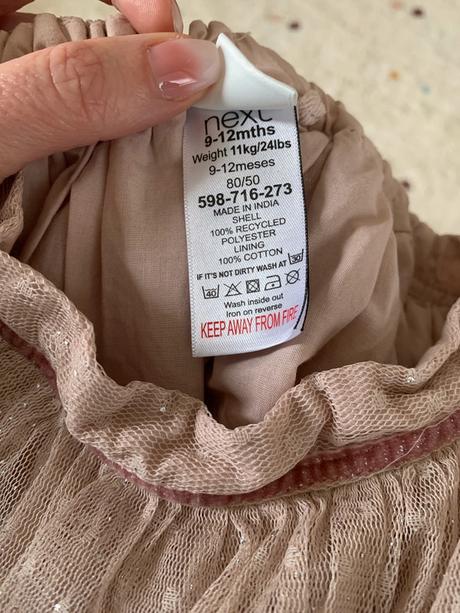 next
9-12mths
Weight 11kg/24lbs
9-12meses
80/50
598-716-273
MADE IN INDIA
SHELL
100% RECYCLED
POLYESTER
LINING
100% COTTON
IF IT'S NOT DIRTY WASH AT 30
40
Wash inside out
Iron on reverse
KEEP AWAY FROM FIRE